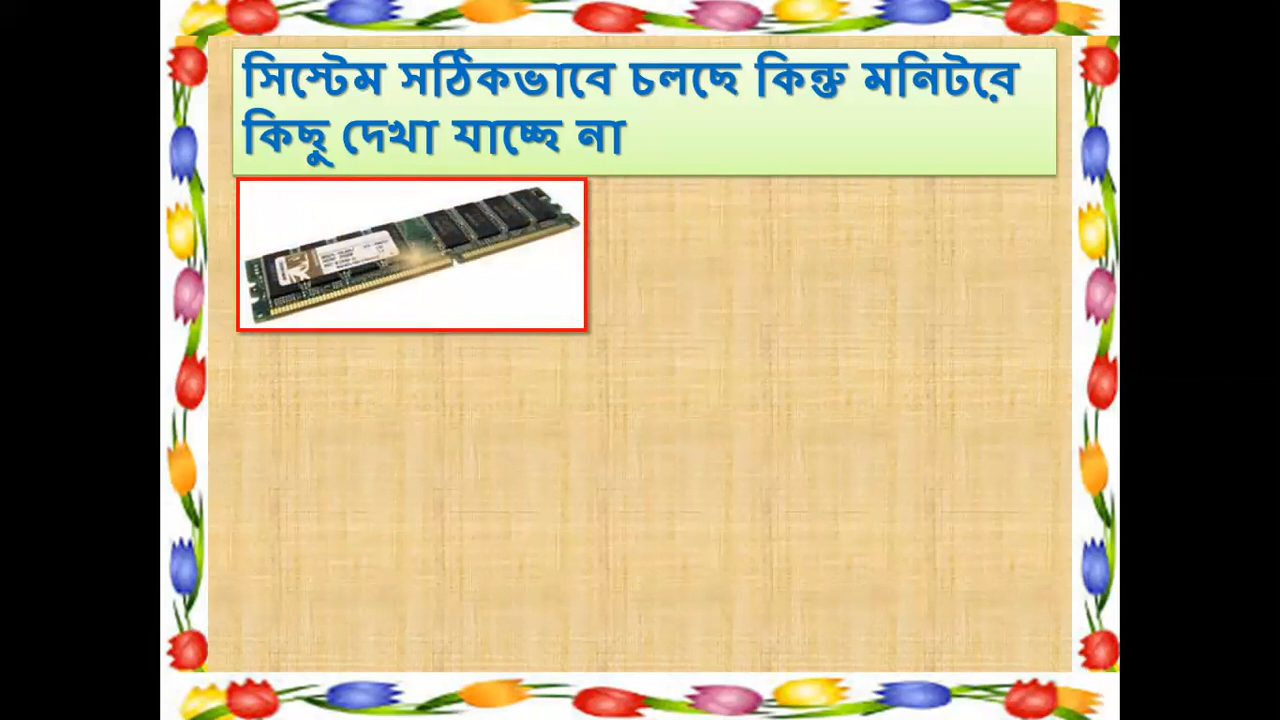 সিস্টেম সঠিকভাবে চলছে কিন্তু মনিটরে
কিছু দেখা যাচ্ছে না